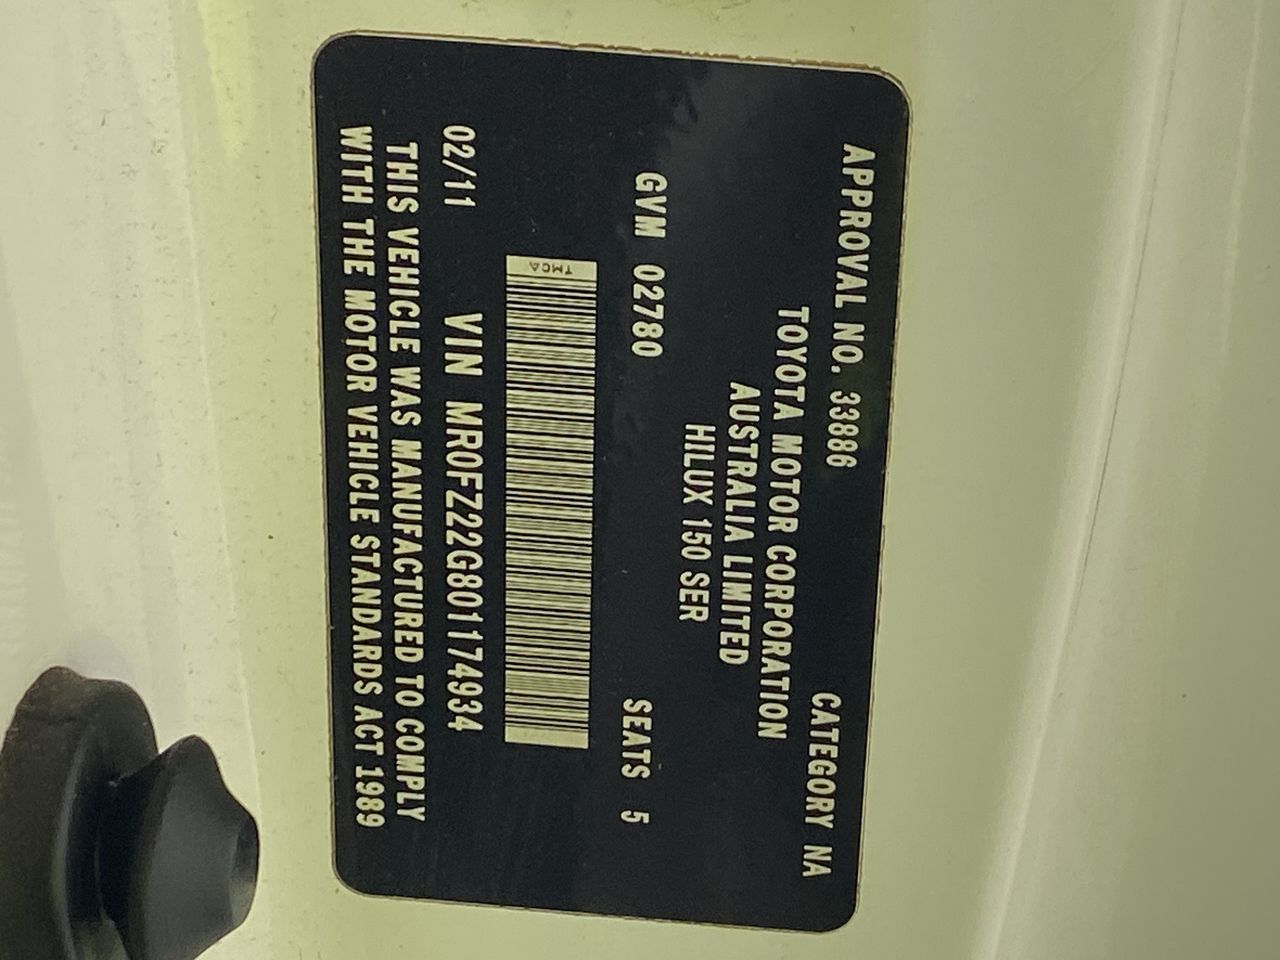 APPROVAL NO. 33886 CATEGORY NA
TOYOTA MOTOR CORPORATION
AUSTRALIA LIMITED
HILUX 150 SER
GVM 02780 SEATS 5
TMCA
02/11 VIN MR0FZ22G801174934
THIS VEHICLE WAS MANUFACTURED TO COMPLY
WITH THE MOTOR VEHICLE STANDARDS ACT 1989